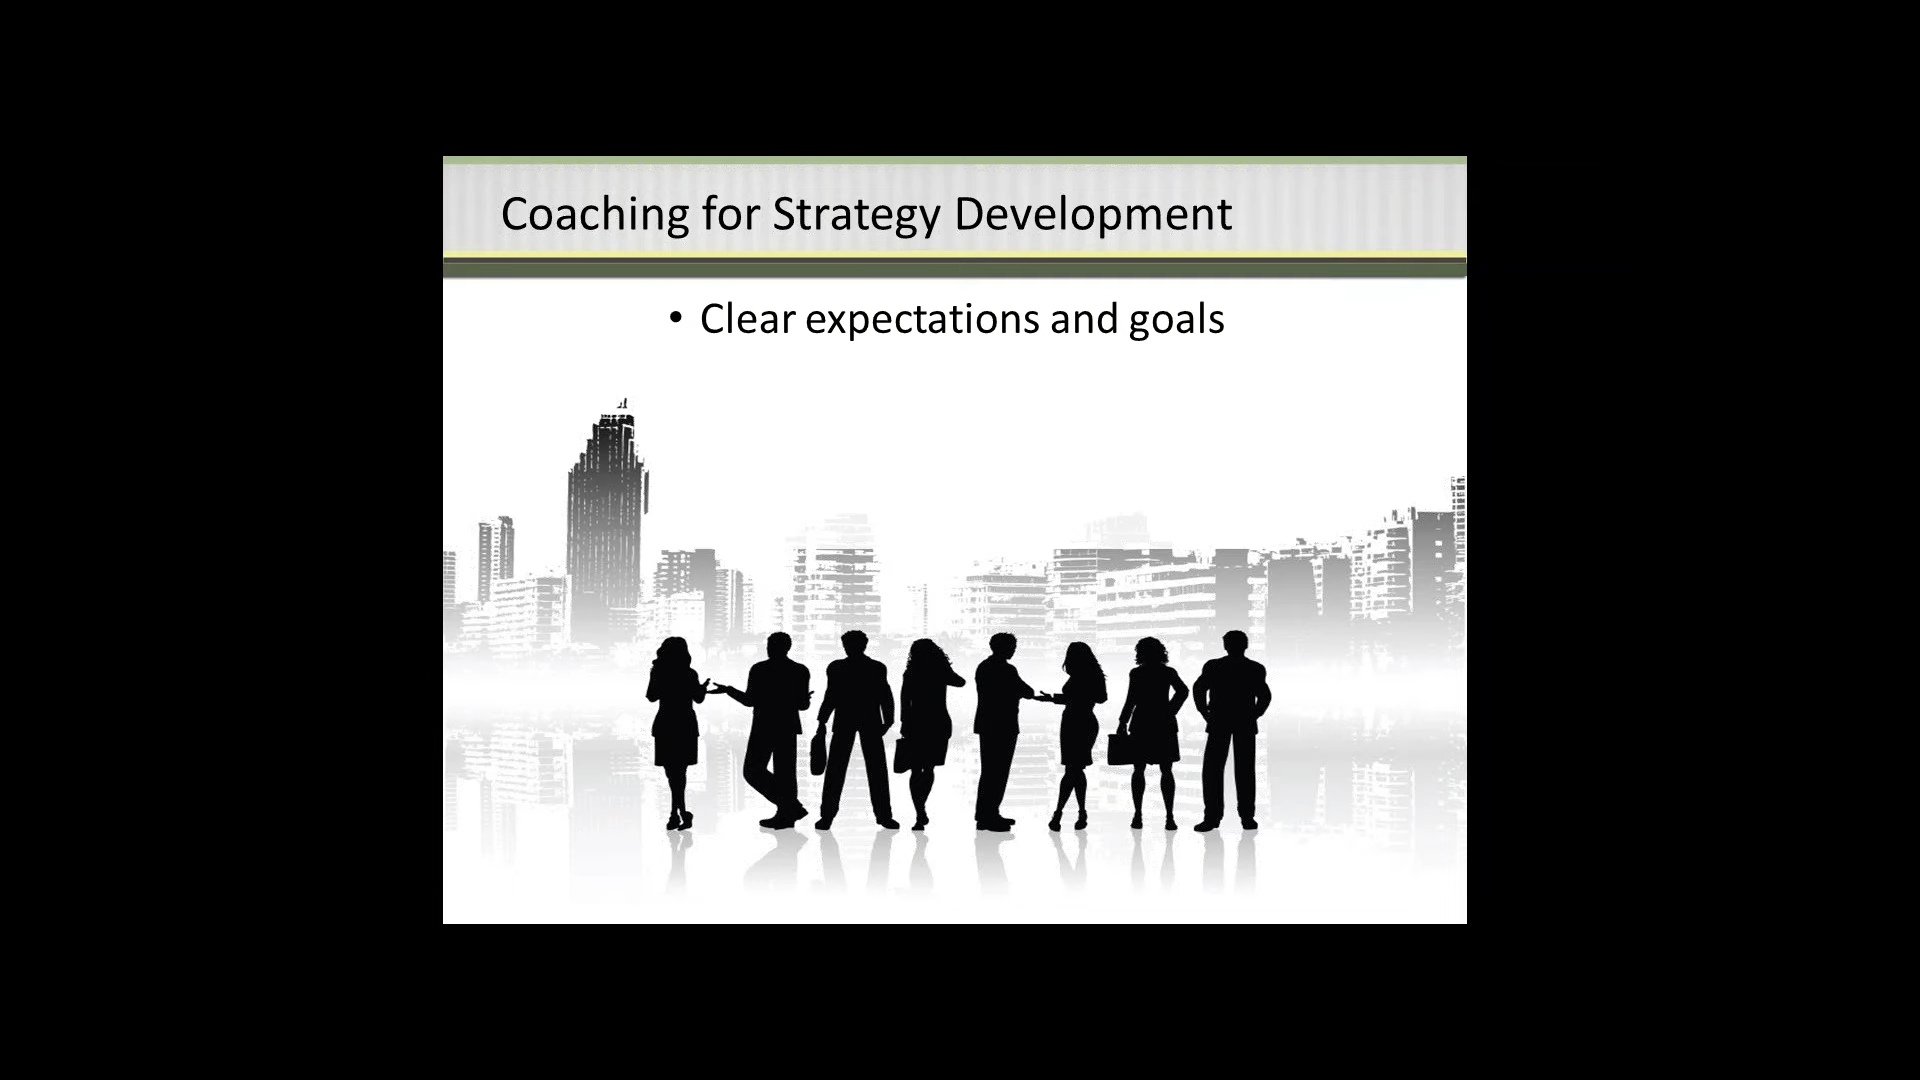 Coaching for Strategy Development
• Clear expectations and goals